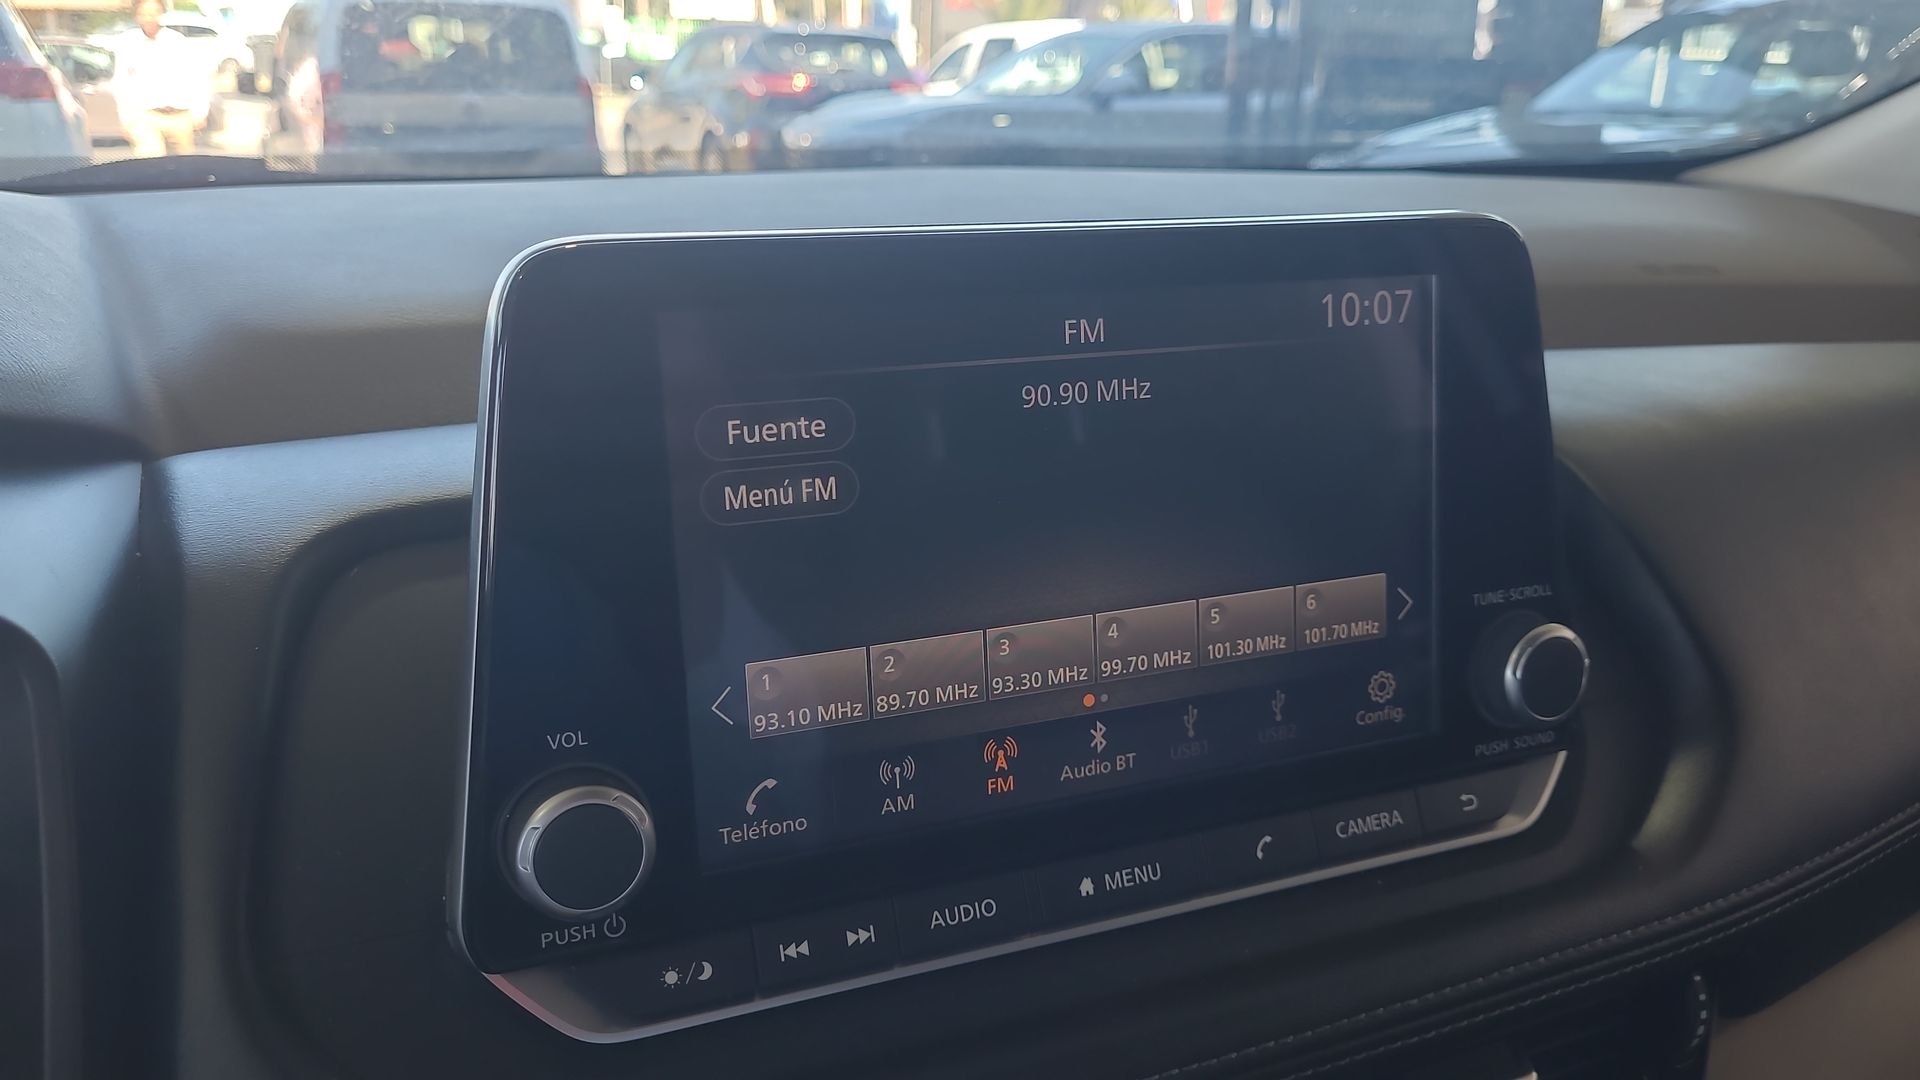 10:07
FM
90.90 MHz
Fuente
Menú FM
1
93.10 MHz
2
89.70 MHz
3
93.30 MHz
4
99.70 MHz
5
101.30 MHz
6
101.70 MHz
Teléfono
AM
FM
Audio BT
USB1
USB2
Config.
VOL
PUSH
TUNE·SCROLL
PUSH SOUND
AUDIO
MENU
CAMERA